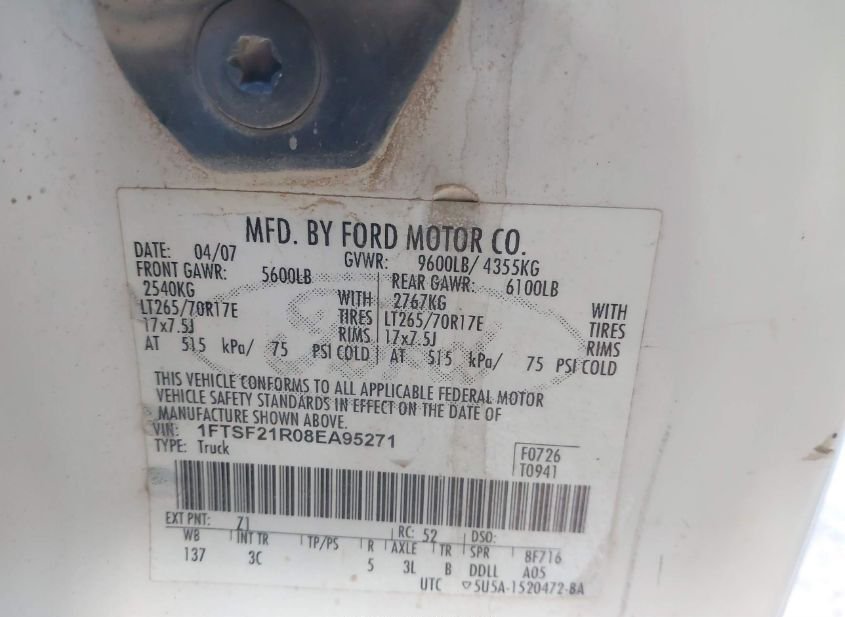 MFD. BY FORD MOTOR CO.
DATE: 04/07 GVWR: 9600LB/ 4355KG
FRONT GAWR: 5600LB REAR GAWR: 6100LB
2540KG WITH 2767KG WITH
LT265/70R17E TIRES LT265/70R17E TIRES
17x7.5J RIMS 17x7.5J RIMS
AT 515 kPa/ 75 PSI COLD AT 515 kPa/ 75 PSI COLD
THIS VEHICLE CONFORMS TO ALL APPLICABLE FEDERAL MOTOR
VEHICLE SAFETY STANDARDS IN EFFECT ON THE DATE OF
MANUFACTURE SHOWN ABOVE.
VIN: 1FTSF21R08EA95271
TYPE: Truck
F0726
T0941
EXT PNT: Z1 RC: 52 DSO:
WB INT TR TP/PS R AXLE TR SPR 8F716
137 3C 5 3L B DDLL A05
UTC ▽5U5A-1520472-BA